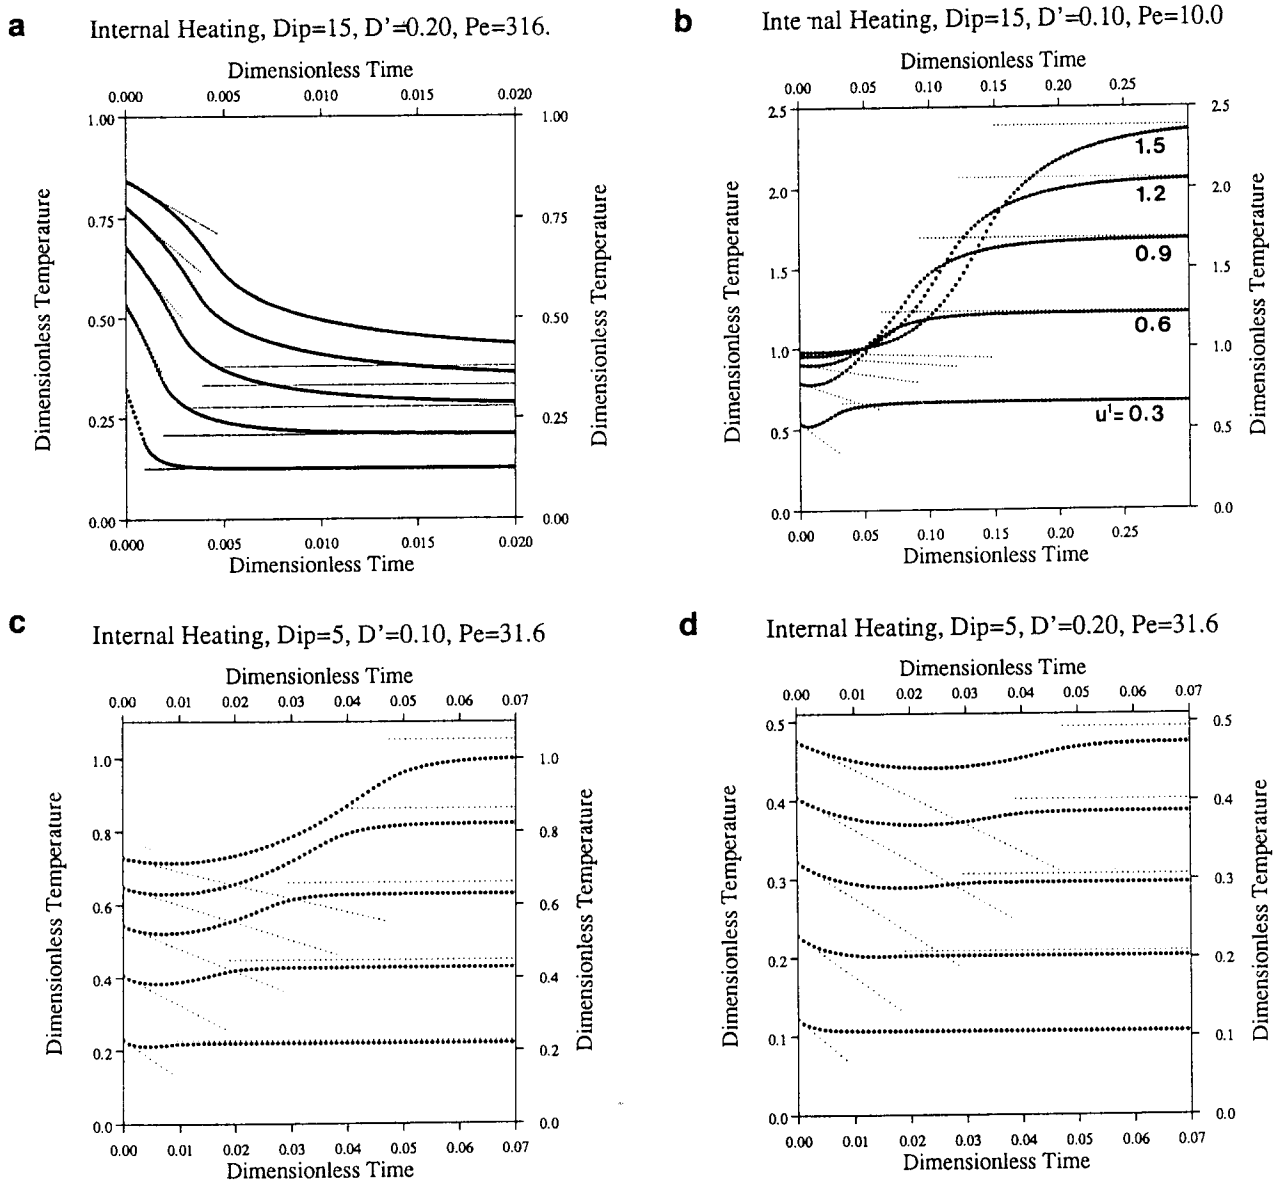 a
Internal Heating, Dip=15, D'=0.20, Pe=316.
Dimensionless Time
0.000 0.005 0.010 0.015 0.020
1.00 0.75 0.50 0.25 0.00
Dimensionless Temperature
1.00 0.75 0.50 0.25 0.00
Dimensionless Temperature
0.000 0.005 0.010 0.015 0.020
Dimensionless Time
b
Inte nal Heating, Dip=15, D'=0.10, Pe=10.0
Dimensionless Time
0.00 0.05 0.10 0.15 0.20 0.25
2.5 2.0 1.5 1.0 0.5 0.0
Dimensionless Temperature
1.5
1.2
0.9
0.6
u'= 0.3
2.5 2.0 1.5 1.0 0.5 0.0
Dimensionless Temperature
0.00 0.05 0.10 0.15 0.20 0.25
Dimensionless Time
c
Internal Heating, Dip=5, D'=0.10, Pe=31.6
Dimensionless Time
0.00 0.01 0.02 0.03 0.04 0.05 0.06 0.07
1.0 0.8 0.6 0.4 0.2 0.0
Dimensionless Temperature
1.0 0.8 0.6 0.4 0.2 0.0
Dimensionless Temperature
0.00 0.01 0.02 0.03 0.04 0.05 0.06 0.07
Dimensionless Time
d
Internal Heating, Dip=5, D'=0.20, Pe=31.6
Dimensionless Time
0.00 0.01 0.02 0.03 0.04 0.05 0.06 0.07
0.5 0.4 0.3 0.2 0.1 0.0
Dimensionless Temperature
0.5 0.4 0.3 0.2 0.1 0.0
Dimensionless Temperature
0.00 0.01 0.02 0.03 0.04 0.05 0.06 0.07
Dimensionless Time